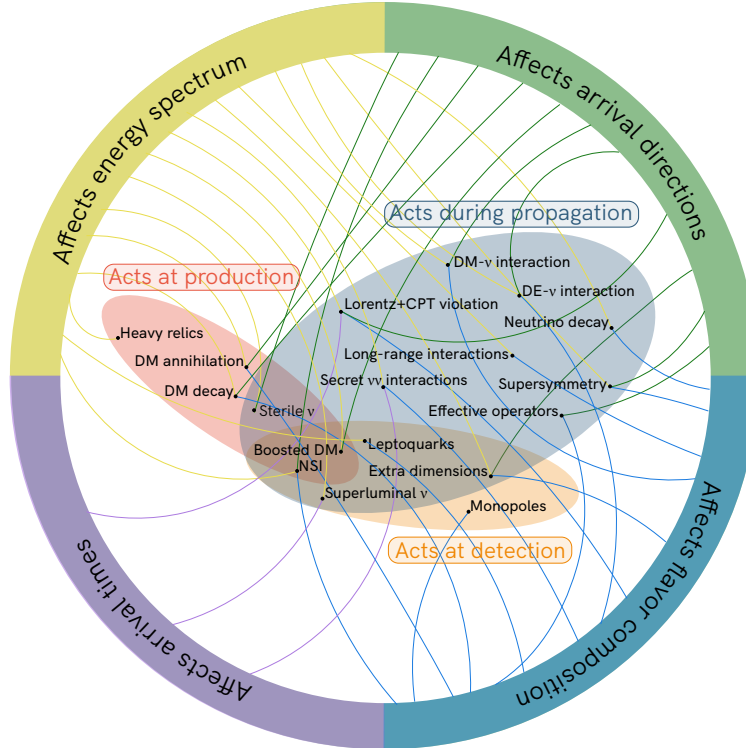 Affects energy spectrum
Affects arrival directions
Acts during propagation
DM-ν interaction
Acts at production
DE-ν interaction
Lorentz+CPT violation
Neutrino decay
Heavy relics
Long-range interactions
DM annihilation
Secret νν interactions
Supersymmetry
DM decay
Sterile ν
Effective operators
Leptoquarks
Boosted DM
NSI
Extra dimensions
Superluminal ν
Monopoles
Acts at detection
Affects arrival times
Affects flavor composition